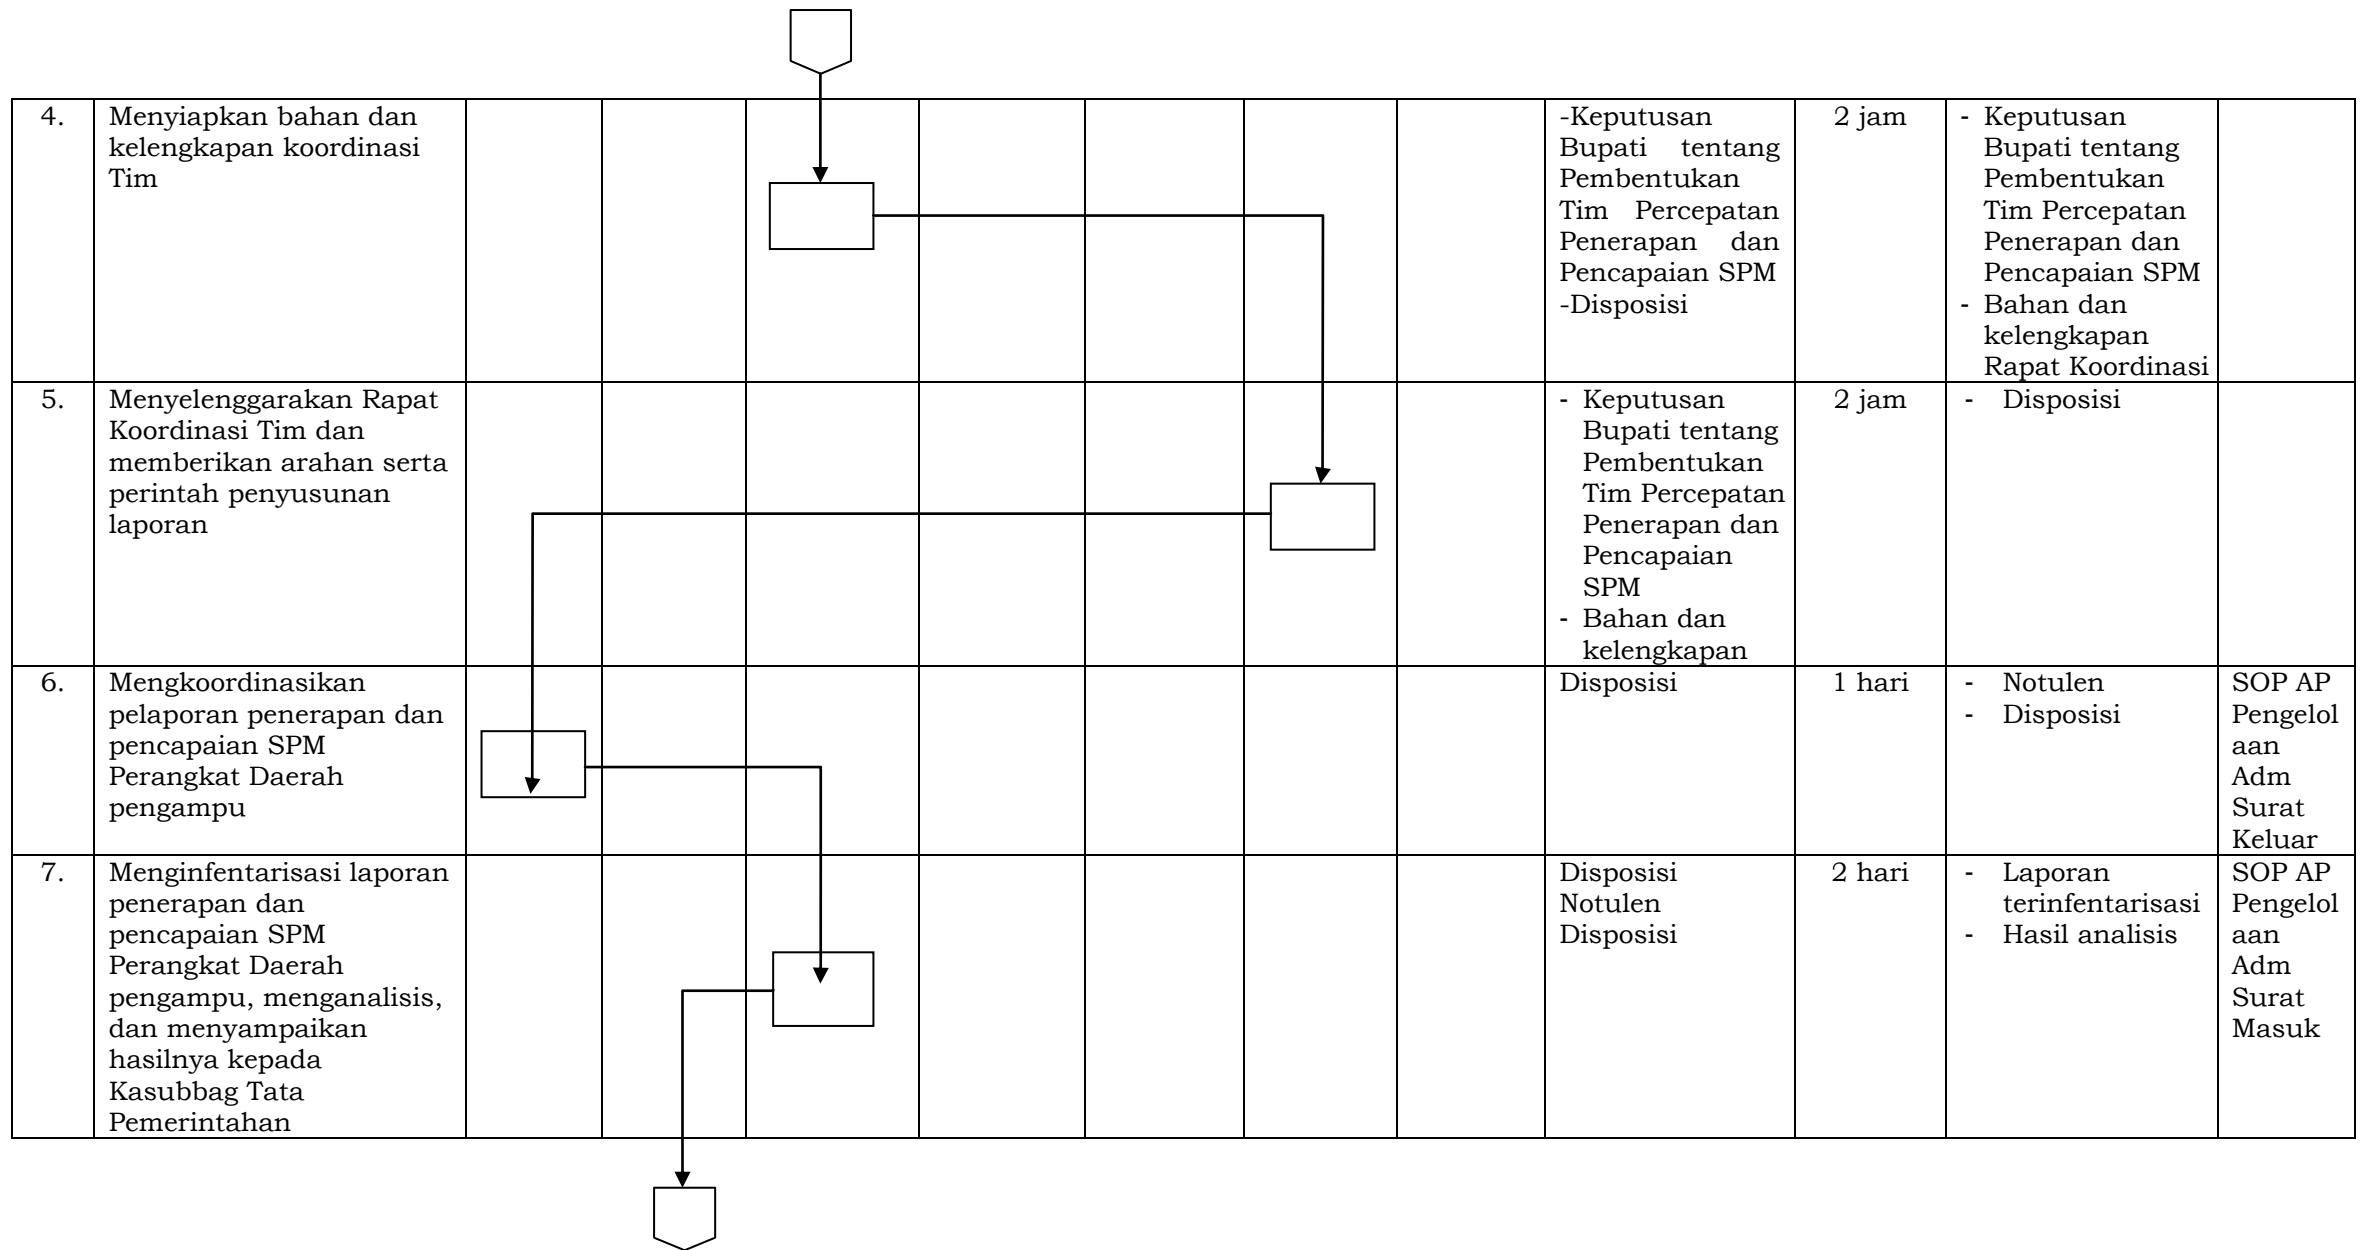 4.
Menyiapkan bahan dan
kelengkapan koordinasi
Tim
-Keputusan
Bupati tentang
Pembentukan
Tim Percepatan
Penerapan dan
Pencapaian SPM
-Disposisi
2 jam
- Keputusan
Bupati tentang
Pembentukan
Tim Percepatan
Penerapan dan
Pencapaian SPM
- Bahan dan
kelengkapan
Rapat Koordinasi
5.
Menyelenggarakan Rapat
Koordinasi Tim dan
memberikan arahan serta
perintah penyusunan
laporan
- Keputusan
Bupati tentang
Pembentukan
Tim Percepatan
Penerapan dan
Pencapaian
SPM
- Bahan dan
kelengkapan
2 jam
- Disposisi
6.
Mengkoordinasikan
pelaporan penerapan dan
pencapaian SPM
Perangkat Daerah
pengampu
Disposisi
1 hari
- Notulen
- Disposisi
SOP AP
Pengelol
aan
Adm
Surat
Keluar
7.
Menginfentarisasi laporan
penerapan dan
pencapaian SPM
Perangkat Daerah
pengampu, menganalisis,
dan menyampaikan
hasilnya kepada
Kasubbag Tata
Pemerintahan
Disposisi
Notulen
Disposisi
2 hari
- Laporan
terinfentarisasi
- Hasil analisis
SOP AP
Pengelol
aan
Adm
Surat
Masuk